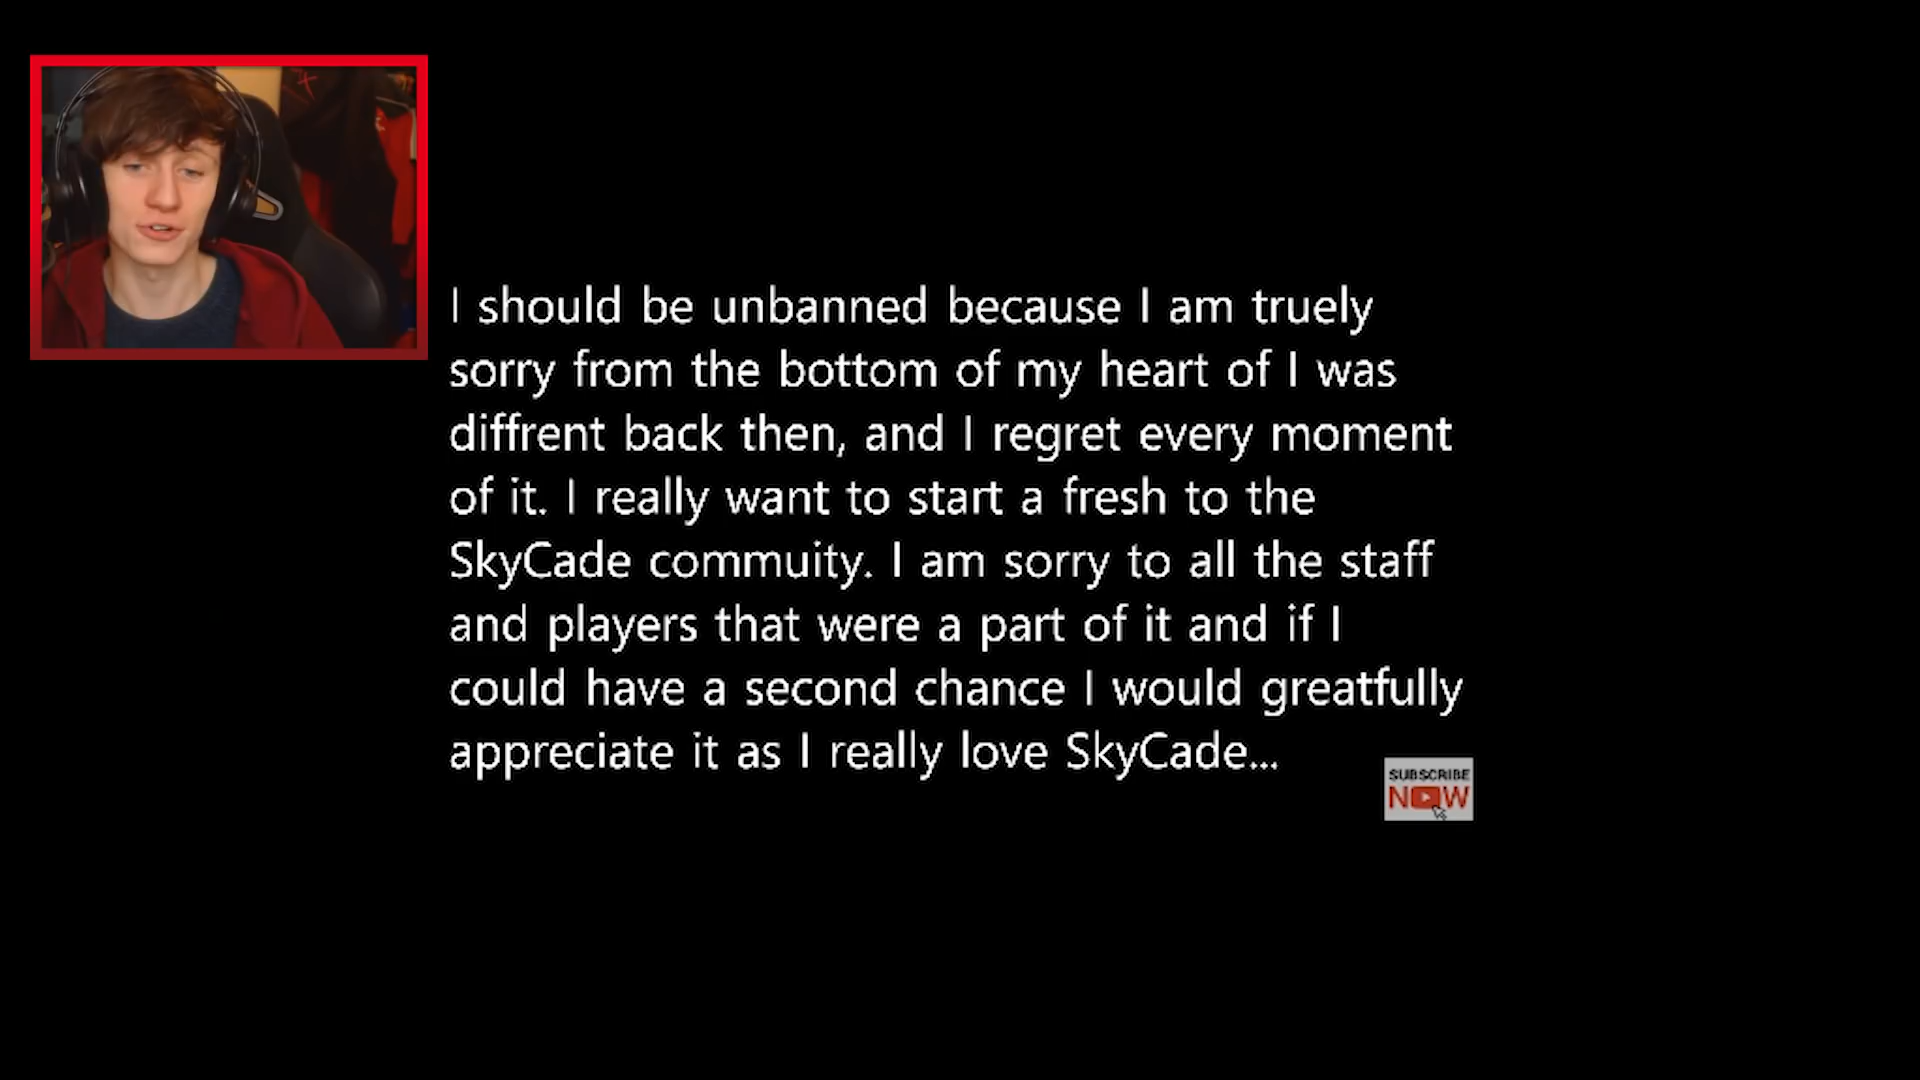 I should be unbanned because I am truely
sorry from the bottom of my heart of I was
diffrent back then, and I regret every moment
of it. I really want to start a fresh to the
SkyCade commuity. I am sorry to all the staff
and players that were a part of it and if I
could have a second chance I would greatfully
appreciate it as I really love SkyCade...
SUBSCRIBE
NOW